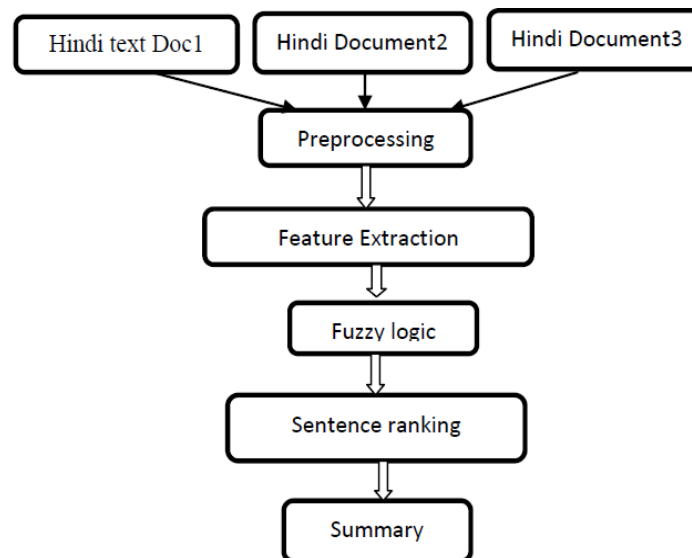 Hindi text Doc1
Hindi Document2
Hindi Document3
Preprocessing
Feature Extraction
Fuzzy logic
Sentence ranking
Summary